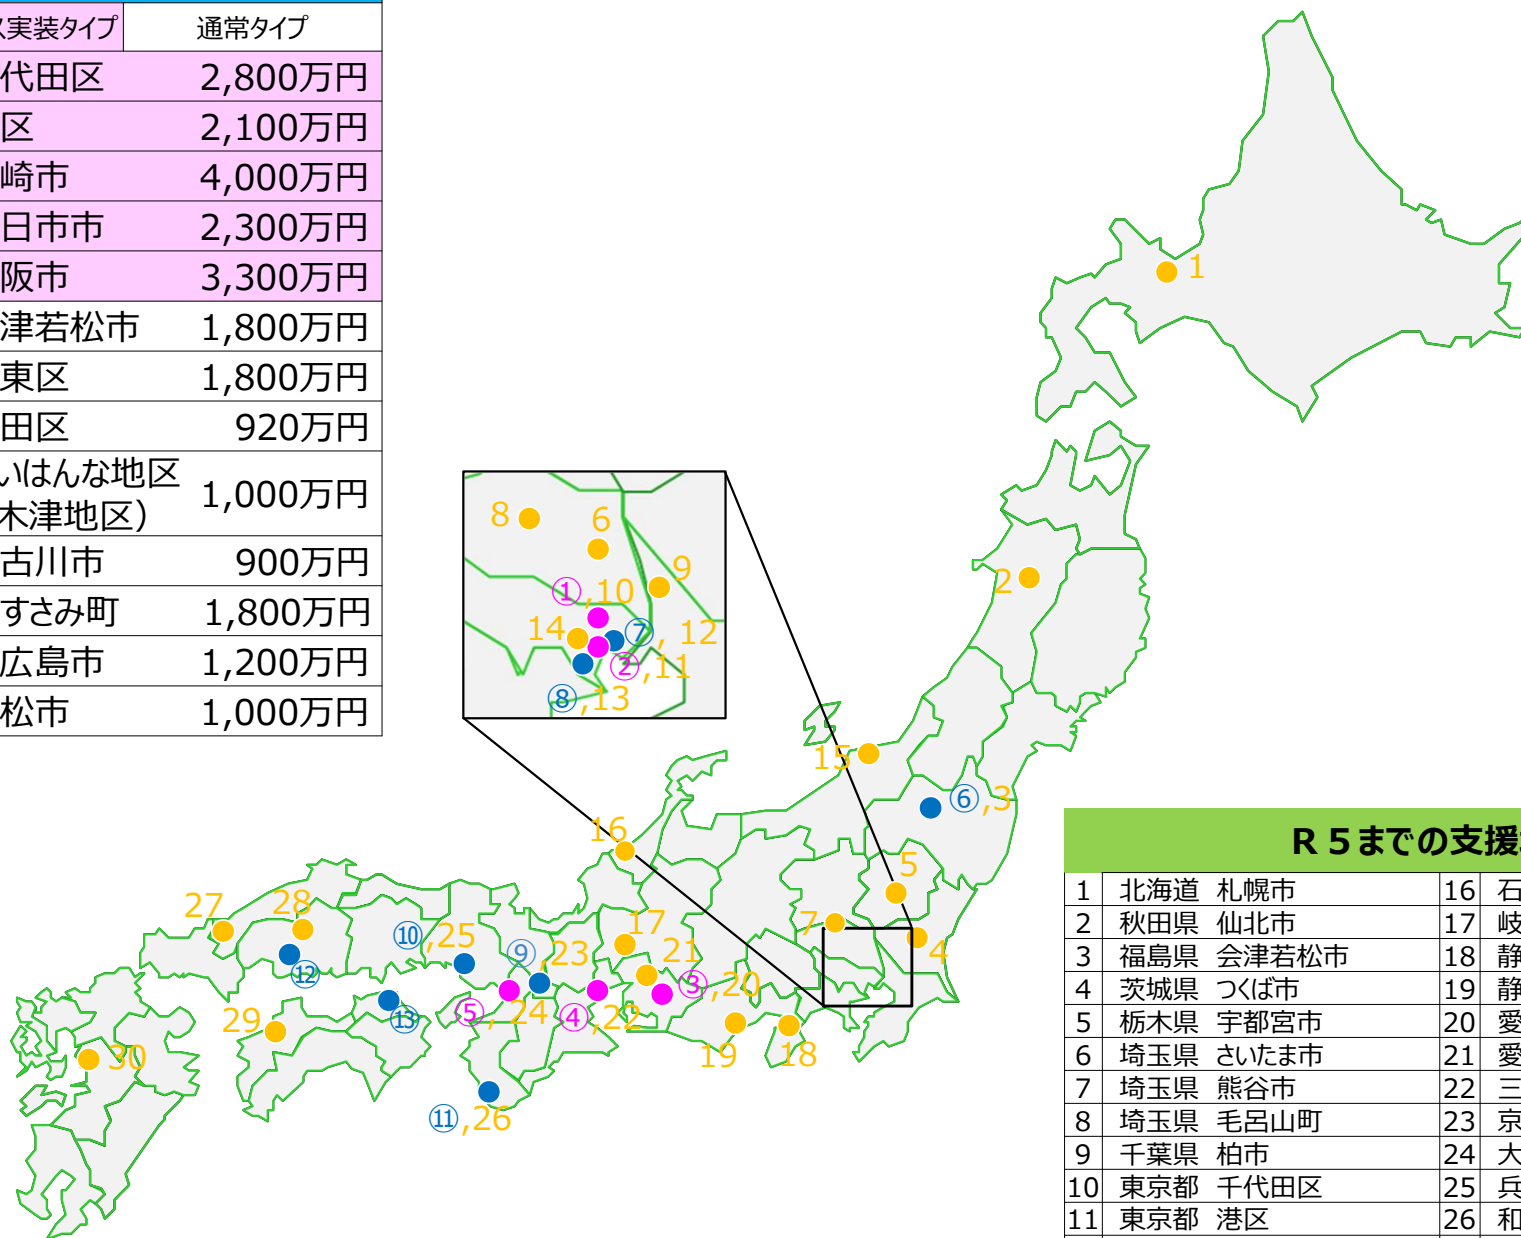 ス実装タイプ 通常タイプ
代田区 2,800万円
区 2,100万円
崎市 4,000万円
日市市 2,300万円
阪市 3,300万円
津若松市 1,800万円
東区 1,800万円
田区 920万円
いはんな地区
木津地区） 1,000万円
古川市 900万円
すさみ町 1,800万円
広島市 1,200万円
松市 1,000万円
1
2
8
6
9
①,10
14
⑦, 12
②,11
⑧,13
15
⑥,3
16
5
7
4
27
28
⑩,25
17
⑨,23
21
⑫
③,20
⑤, 24
④,22
⑬
29
30
19
18
⑪,26
R５までの支援
1 北海道 札幌市 16 石
2 秋田県 仙北市 17 岐
3 福島県 会津若松市 18 静
4 茨城県 つくば市 19 静
5 栃木県 宇都宮市 20 愛
6 埼玉県 さいたま市 21 愛
7 埼玉県 熊谷市 22 三
8 埼玉県 毛呂山町 23 京
9 千葉県 柏市 24 大
10 東京都 千代田区 25 兵
11 東京都 港区 26 和